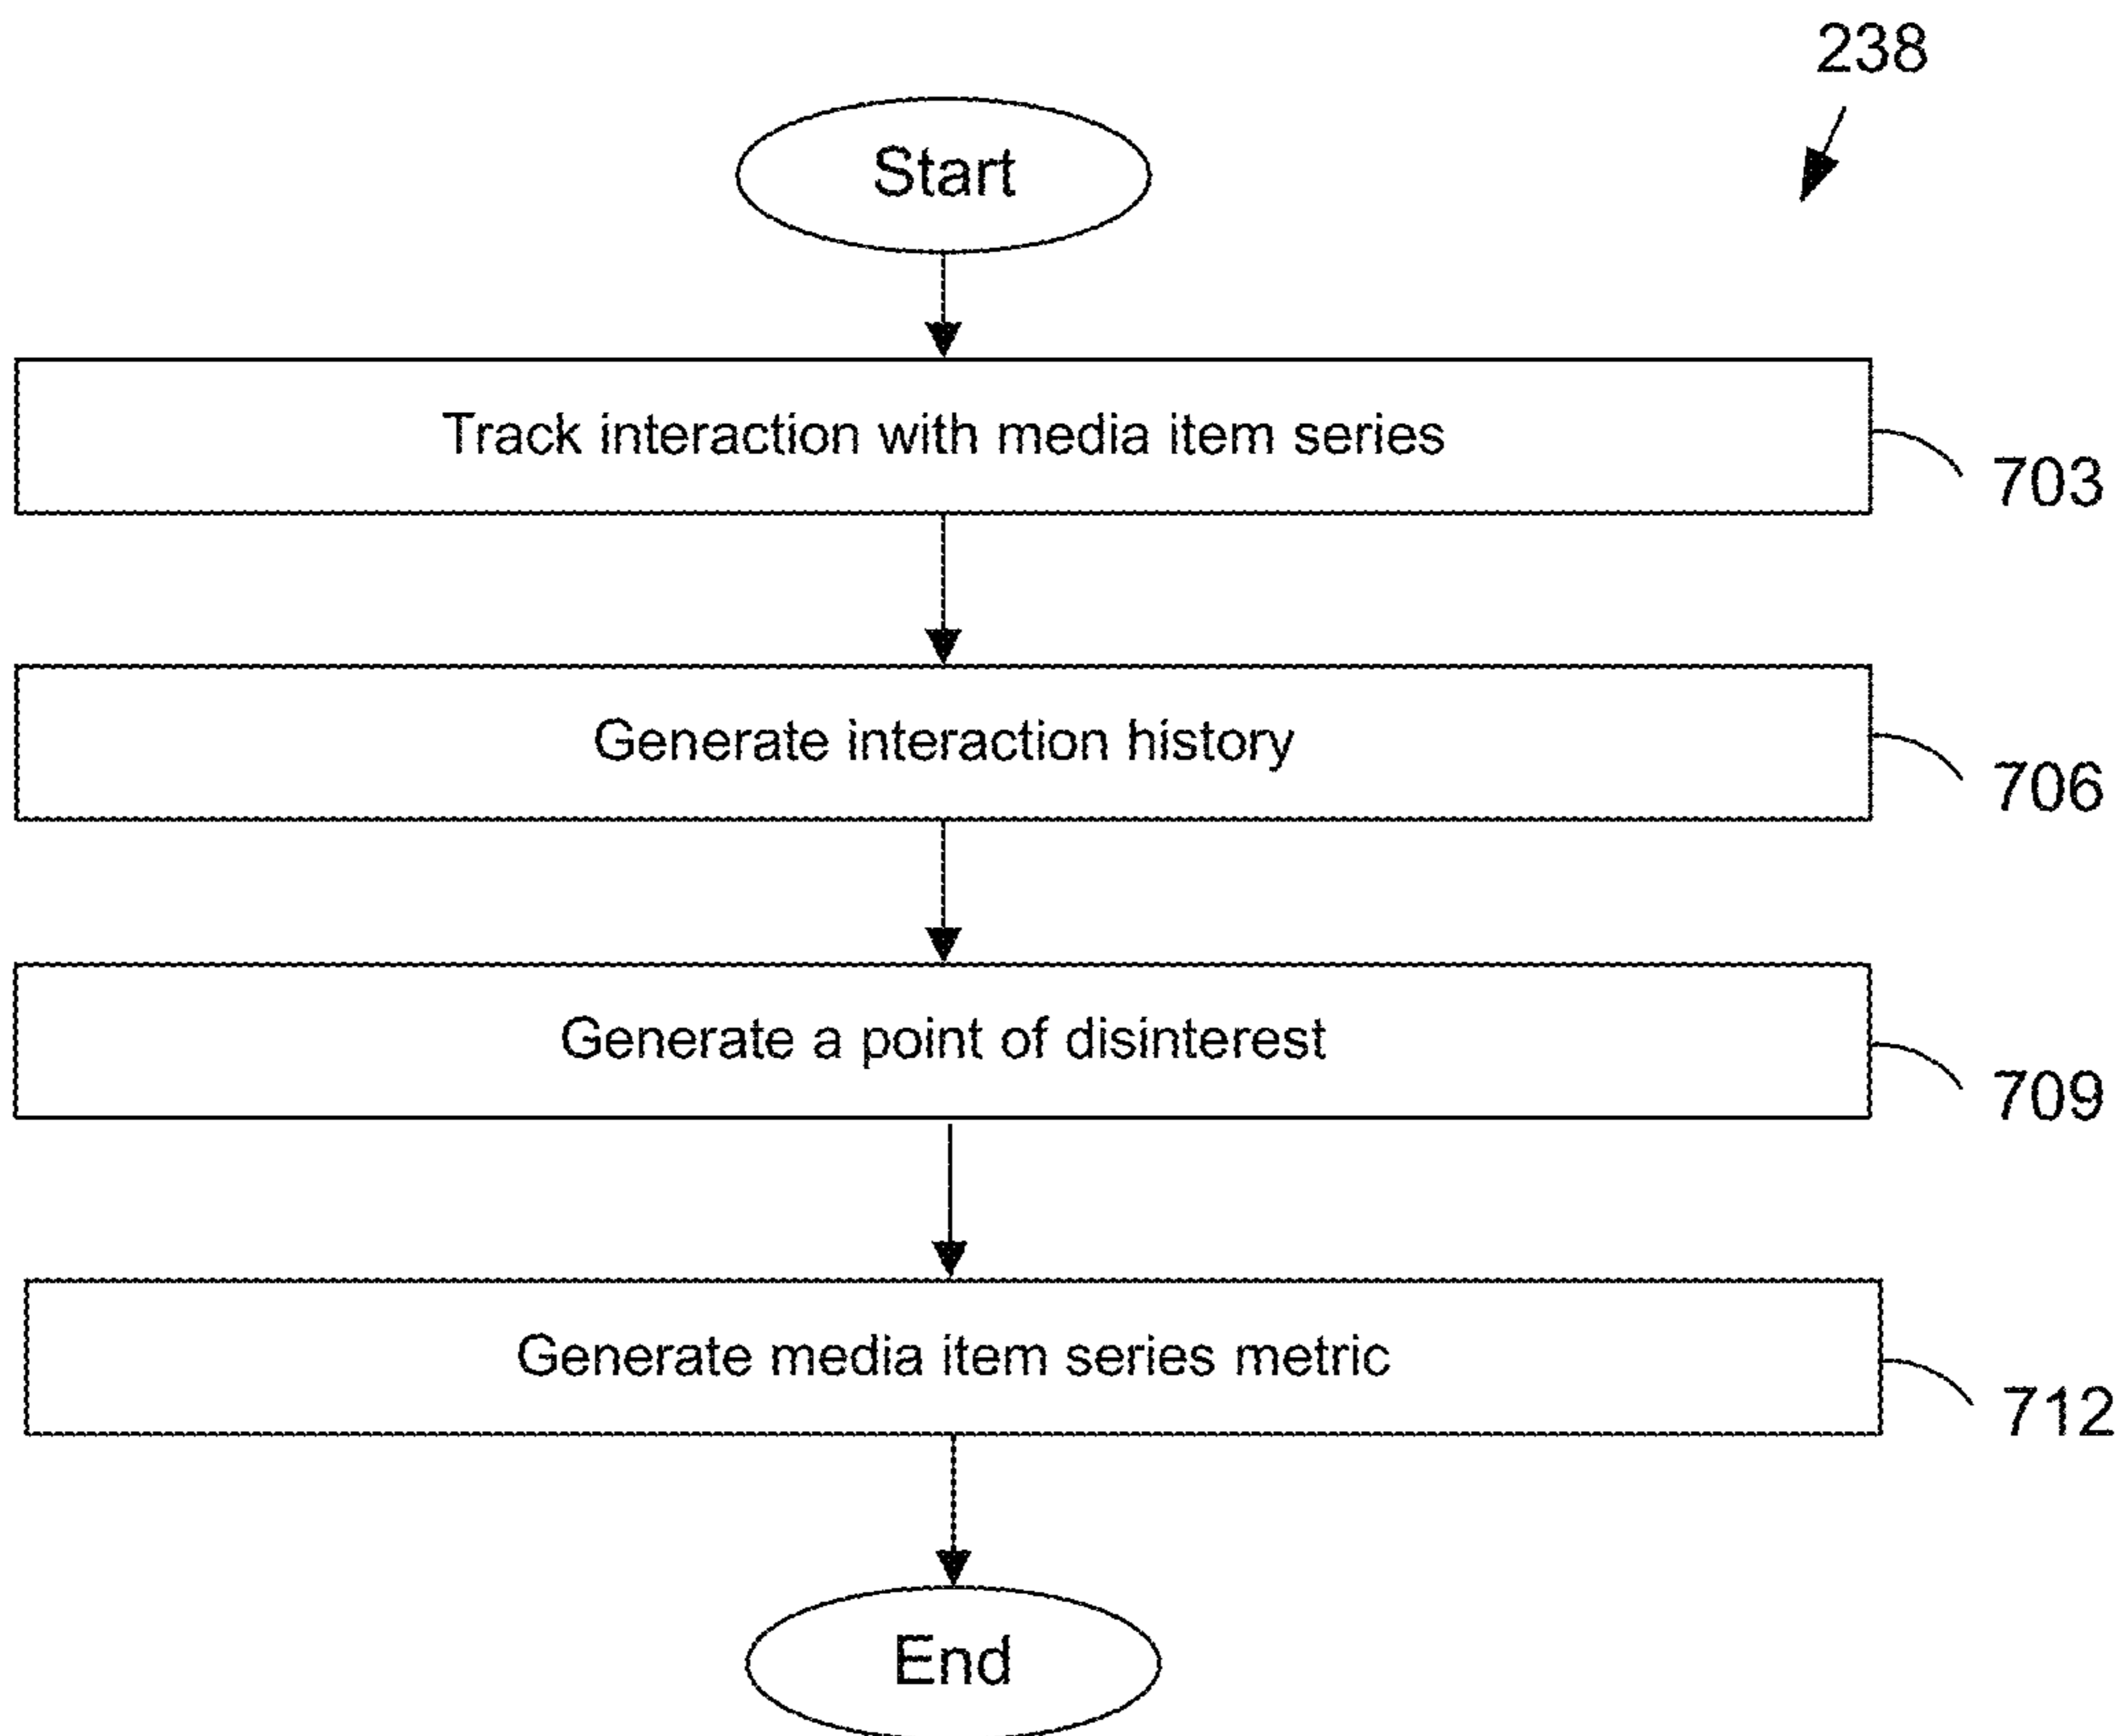 238
Start
Track interaction with media item series
703
Generate interaction history
706
Generate a point of disinterest
709
Generate media item series metric
712
End